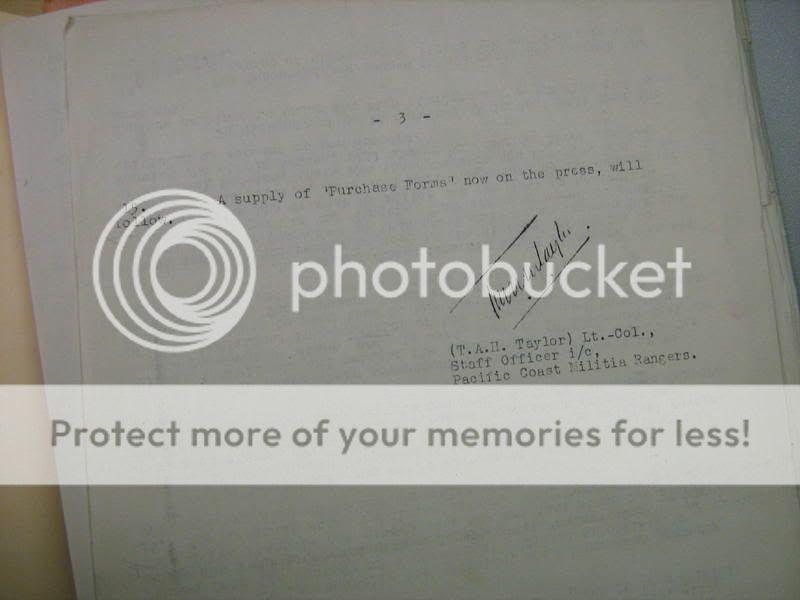 - 3 -
A supply of 'Purchase Forms' now on the press, will
follow.
photobucket
(T.A.H. Taylor) Lt.-Col.,
Staff Officer i/c,
Pacific Coast Militia Rangers.
Protect more of your memories for less!